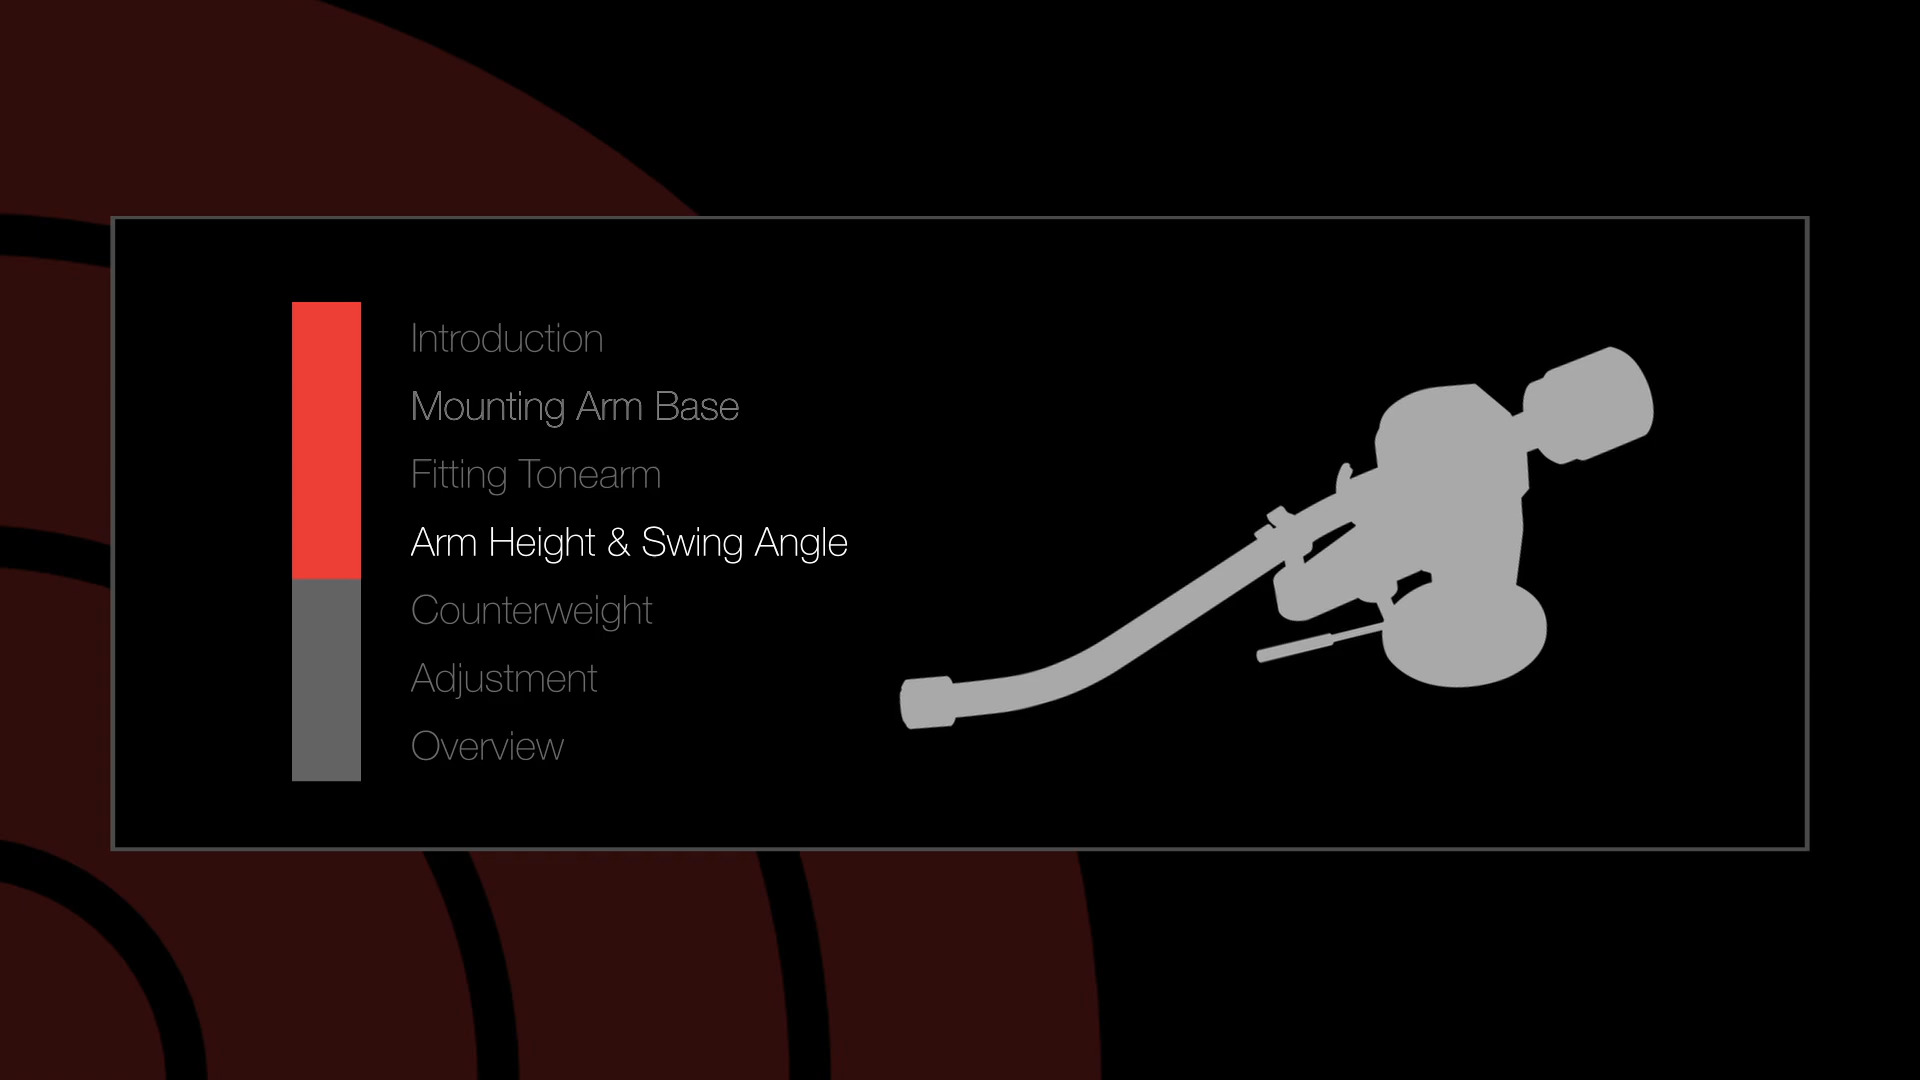 Introduction
Mounting Arm Base
Fitting Tonearm
Arm Height & Swing Angle
Counterweight
Adjustment
Overview